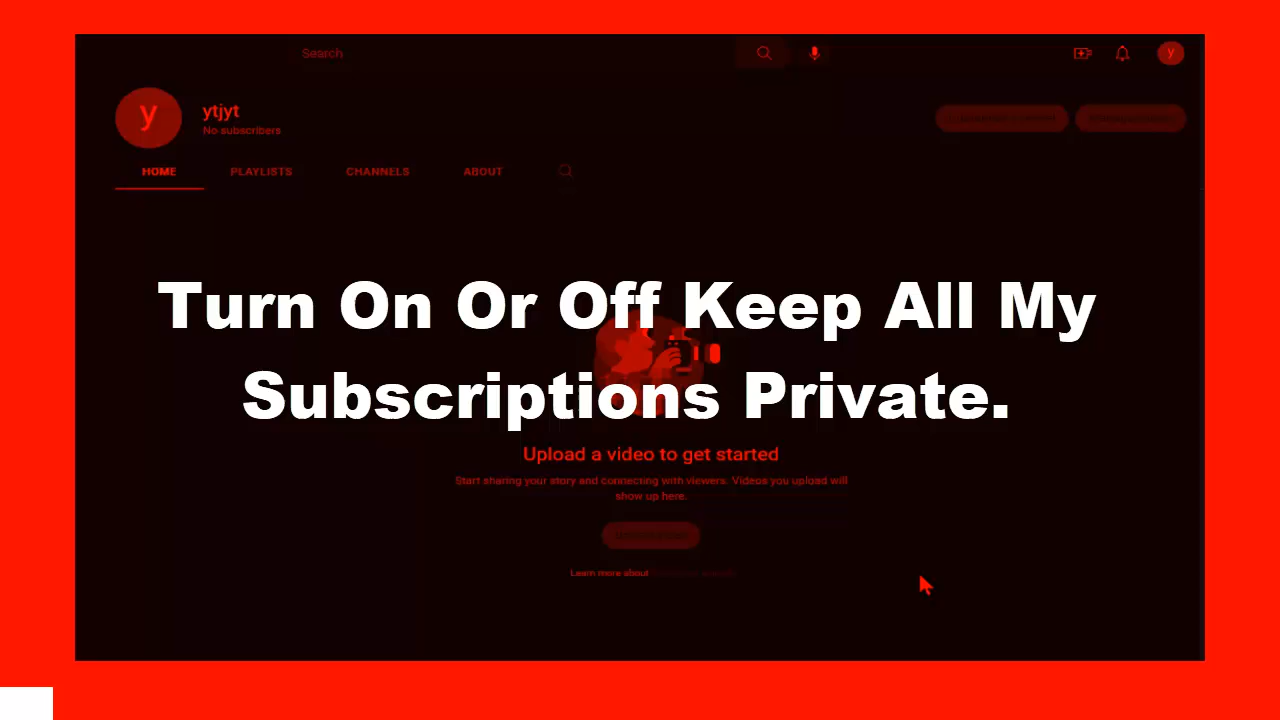 Search
y
y
ytjyt
No subscribers
HOME PLAYLISTS CHANNELS ABOUT
Turn On Or Off Keep All My
Subscriptions Private.
Upload a video to get started
Start sharing your story and connecting with viewers. Videos you upload will
show up here.
Learn more about